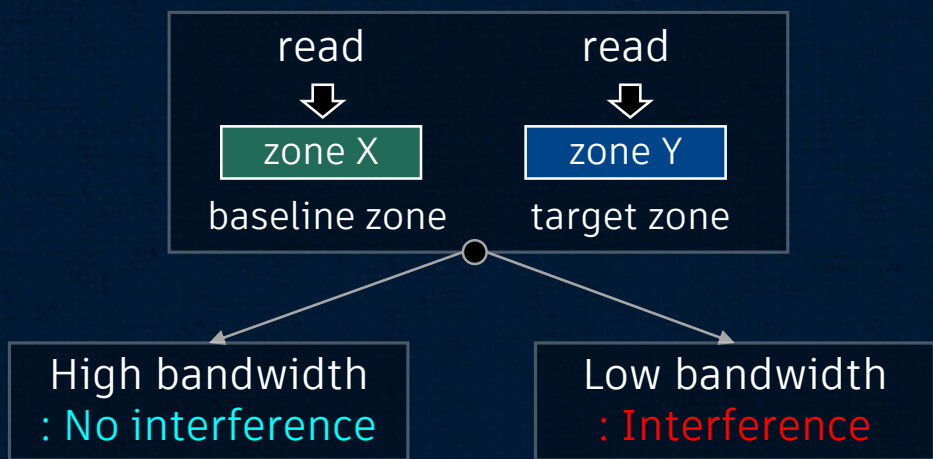 read read
zone X zone Y
baseline zone target zone
High bandwidth
: No interference
Low bandwidth
: Interference